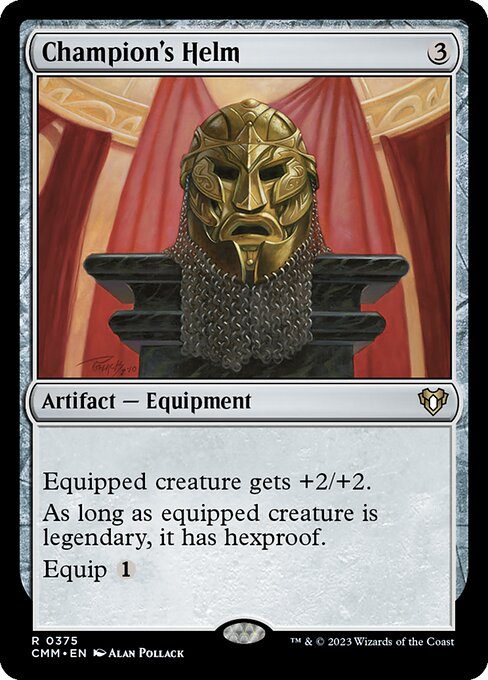 Champion's Helm 3
Artifact — Equipment
Equipped creature gets +2/+2.
As long as equipped creature is
legendary, it has hexproof.
Equip 1
R 0375
CMM • EN Alan Pollack
™ & © 2023 Wizards of the Coast